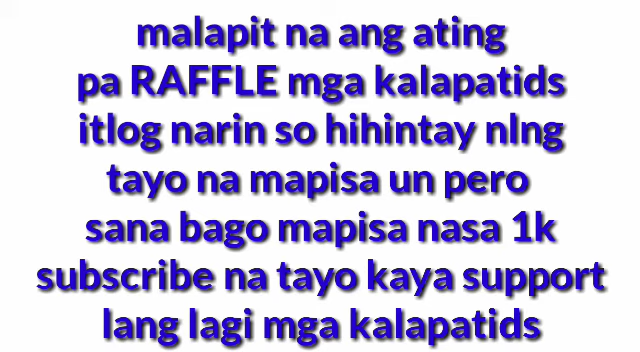 malapit na ang ating
pa RAFFLE mga kalapatids
itlog narin so hihintay nlng
tayo na mapisa un pero
sana bago mapisa nasa 1k
subscribe na tayo kaya support
lang lagi mga kalapatids